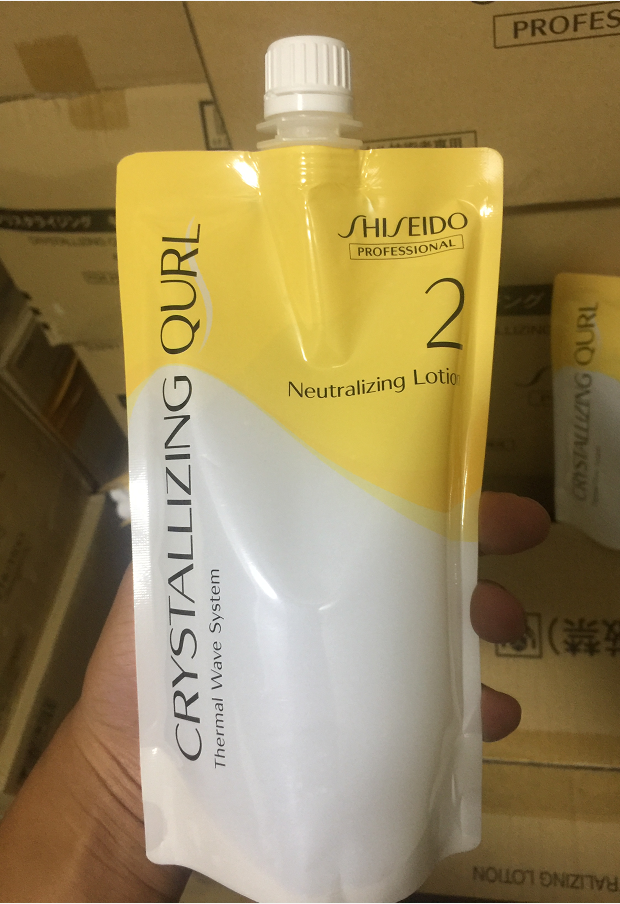 PROFES
SHISEIDO
PROFESSIONAL
2
Neutralizing Lotion
CRYSTALLIZING QURL
Thermal Wave System
CRYSTALLIZING QURL
RALIZING LOTION